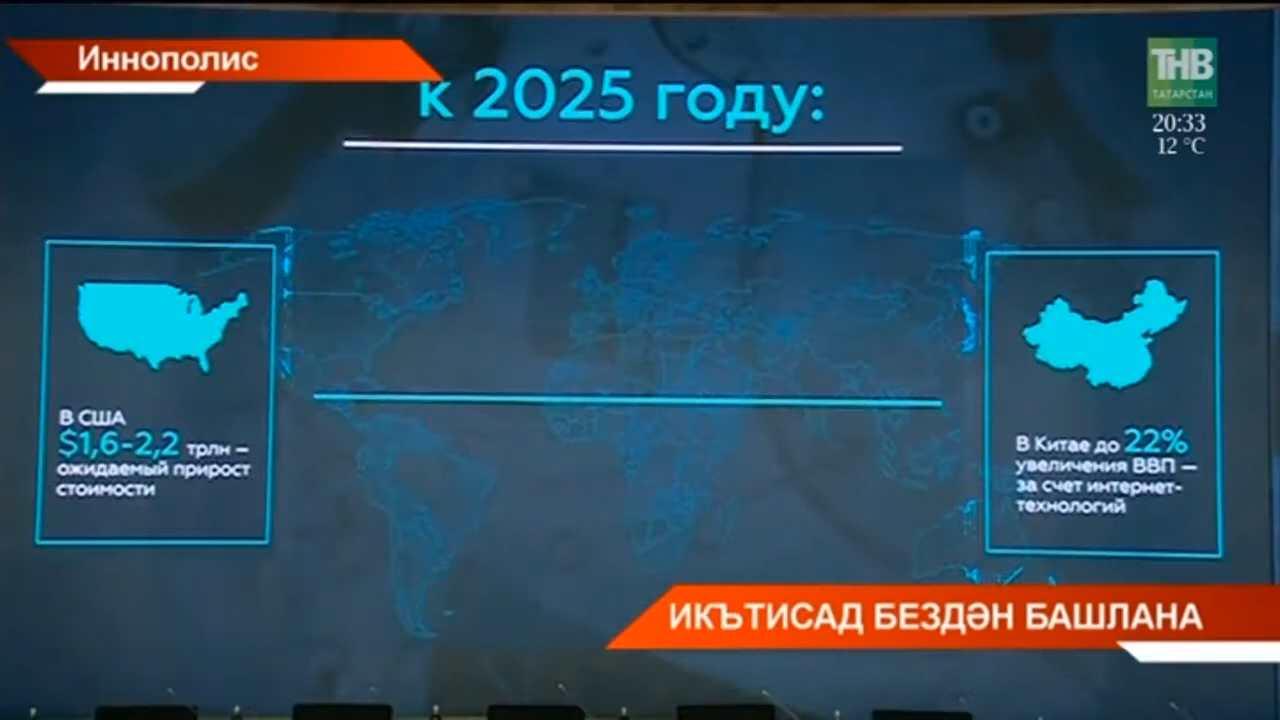 Иннополис
ТНВ
ТАТАРСТАН
20:33
12 °C
к 2025 году:
В США
$1,6-2,2 трлн –
ожидаемый прирост
стоимости
В Китае до 22%
увеличения ВВП –
за счет интернет-
технологий
ИКЪТИСАД БЕЗДӘН БАШЛАНА